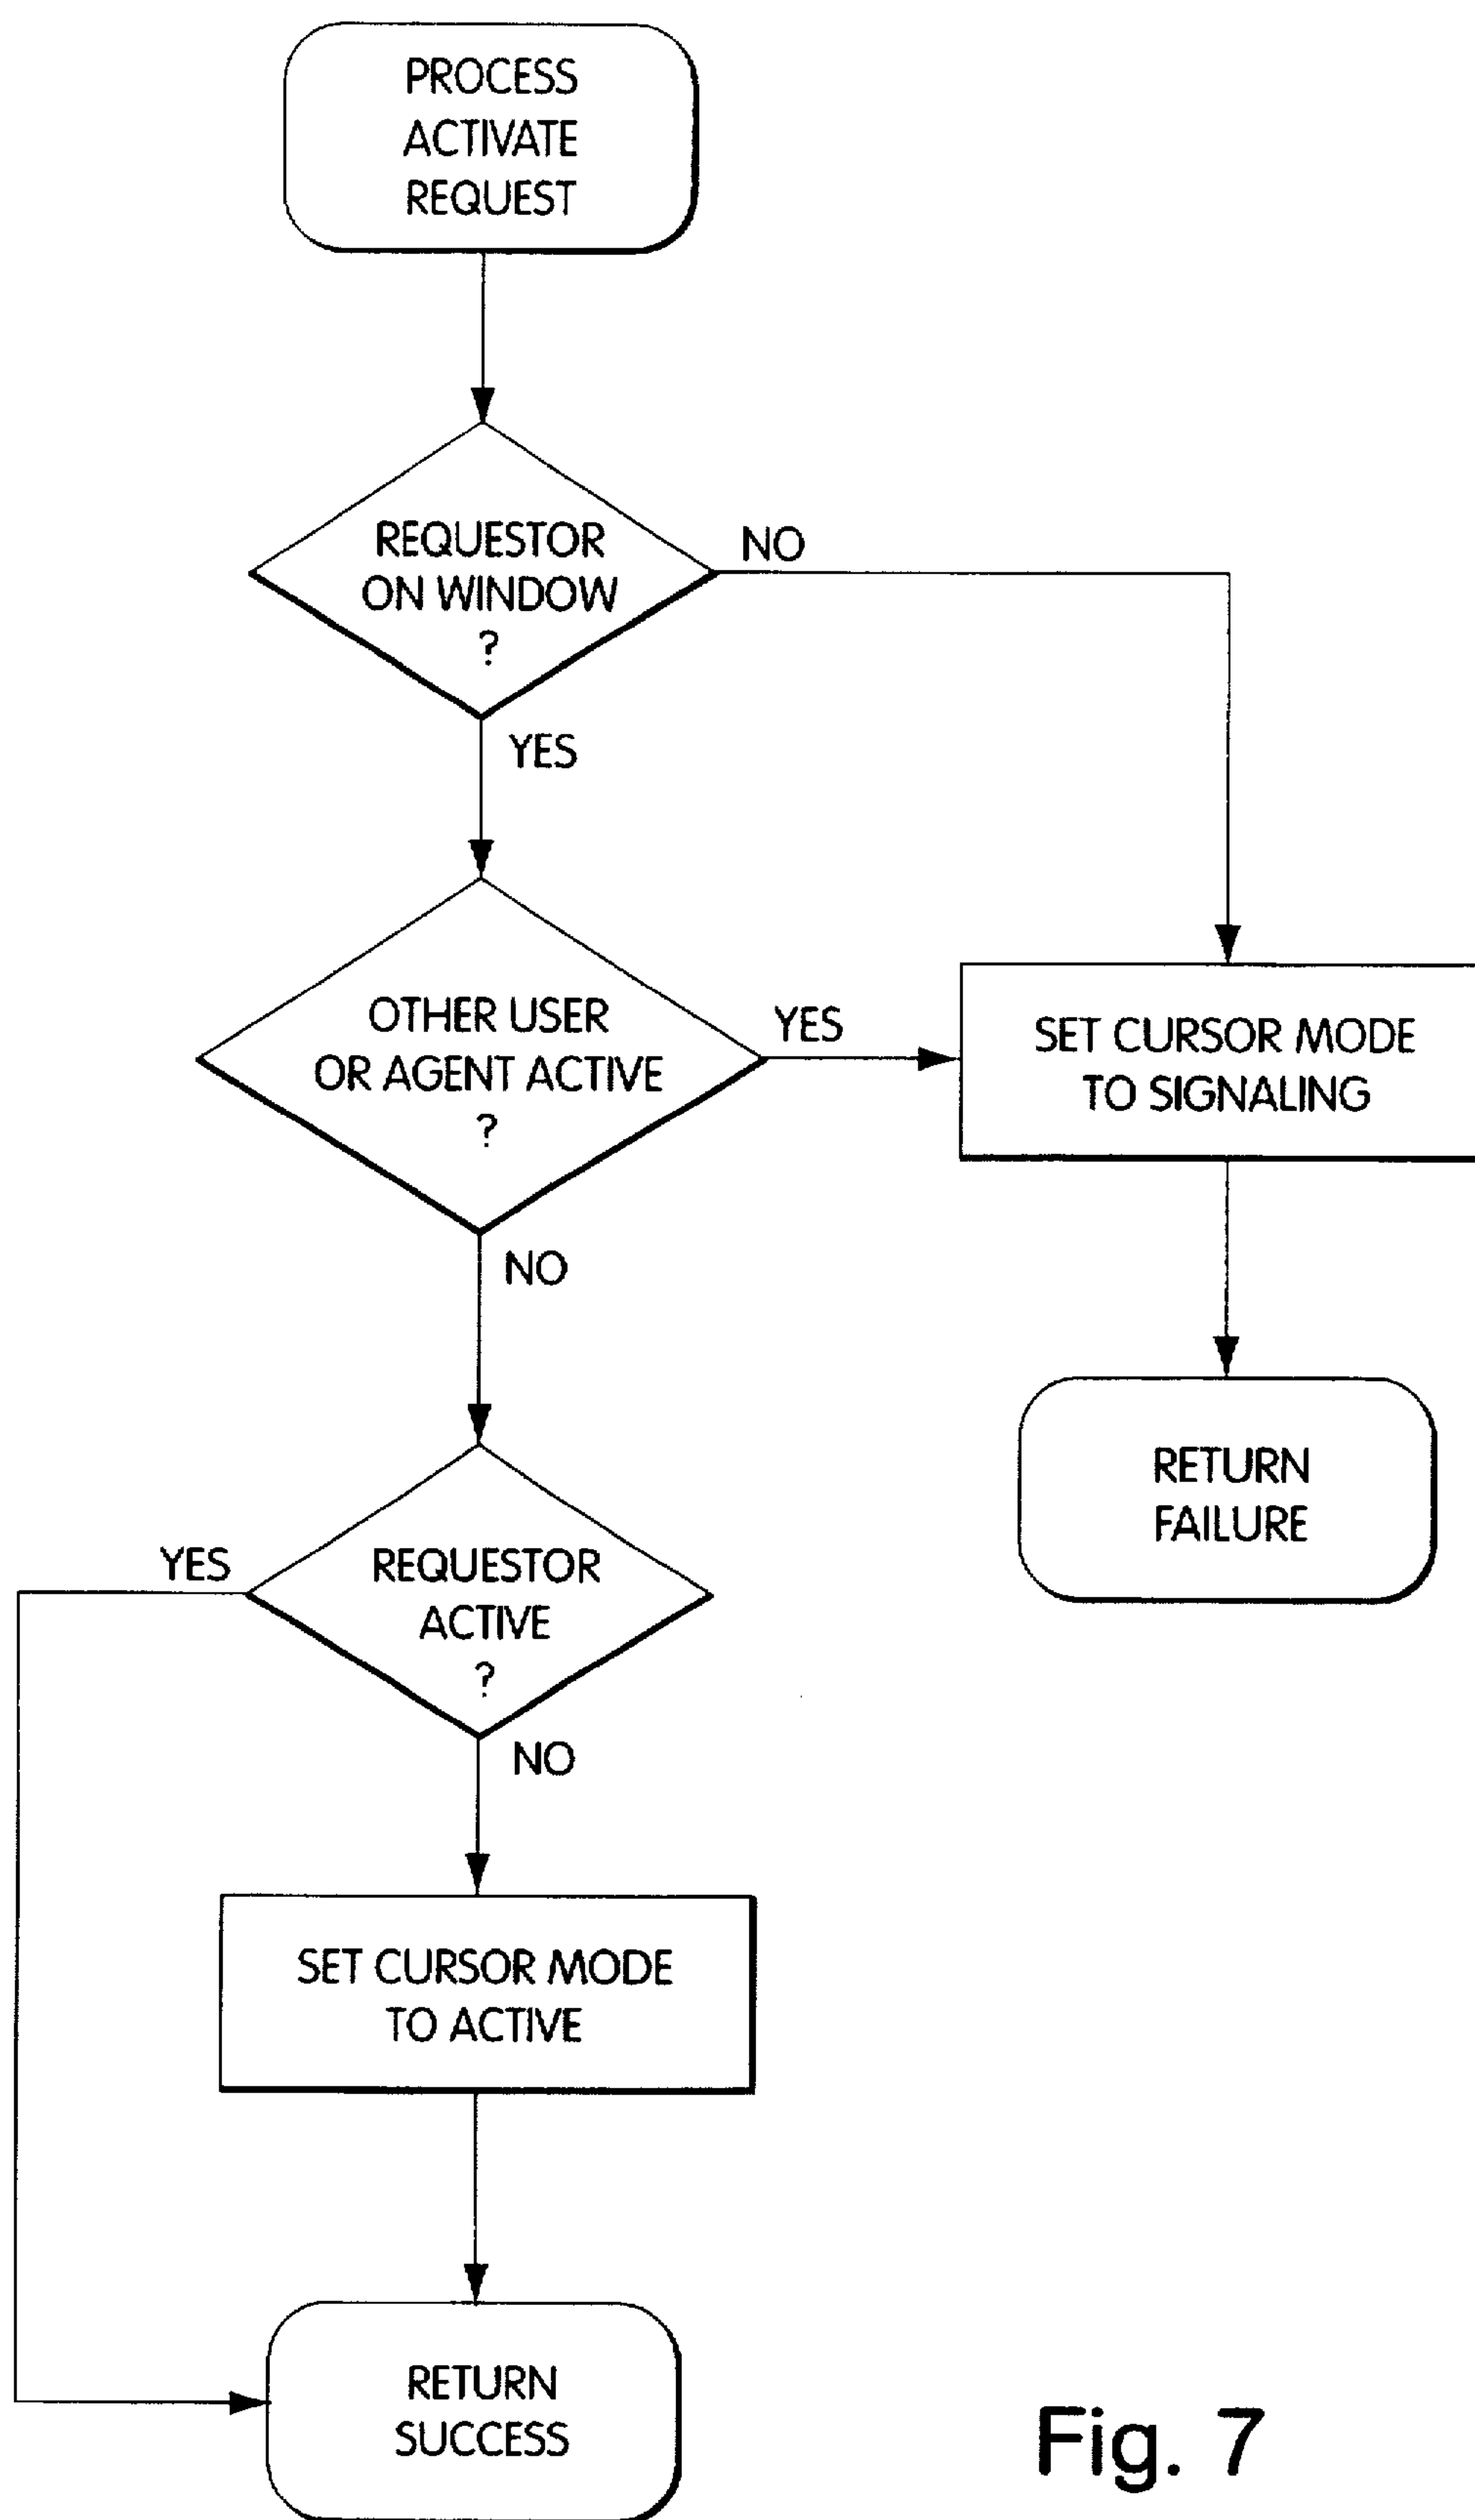 PROCESS
ACTIVATE
REQUEST
REQUESTOR
ON WINDOW
?
NO
YES
OTHER USER
OR AGENT ACTIVE
?
YES
SET CURSOR MODE
TO SIGNALING
NO
RETURN
FAILURE
YES
REQUESTOR
ACTIVE
?
NO
SET CURSOR MODE
TO ACTIVE
RETURN
SUCCESS
Fig. 7